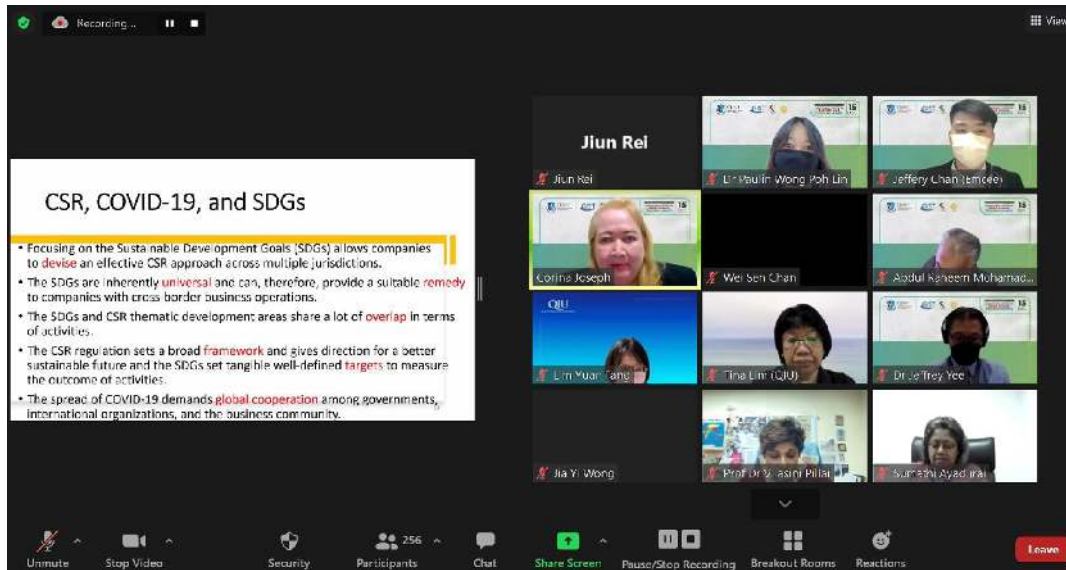 Recording...
View
CSR, COVID-19, and SDGs
• Focusing on the Sustainable Development Goals (SDGs) allows companies
to devise an effective CSR approach across multiple jurisdictions.
• The SDGs are inherently universal and can, therefore, provide a suitable remedy
to companies with cross border business operations.
• The SDGs and CSR thematic development areas share a lot of overlap in terms
of activities.
• The CSR regulation sets a broad framework and gives direction for a better
sustainable future and the SDGs set tangible well-defined targets to measure
the outcome of activities.
• The spread of COVID-19 demands global cooperation among governments,
international organizations, and the business community.
Jiun Rei
Jiun Rei
Dr Paulin Wong Poh Lin
Jeffery Chan (Emcee)
Corina Joseph
Wei Sen Chan
Abdul Raheem Mohamad...
QIU
Lim Yuan Fang
Tina Lim (QIU)
Dr Jeffrey Yee
Jia Yi Wong
Prof Dr Vilasini Pillai
Sumathi Ayadurai
Unmute
Stop Video
Security
256
Participants
Chat
Share Screen
Pause/Stop Recording
Breakout Rooms
Reactions
Leave